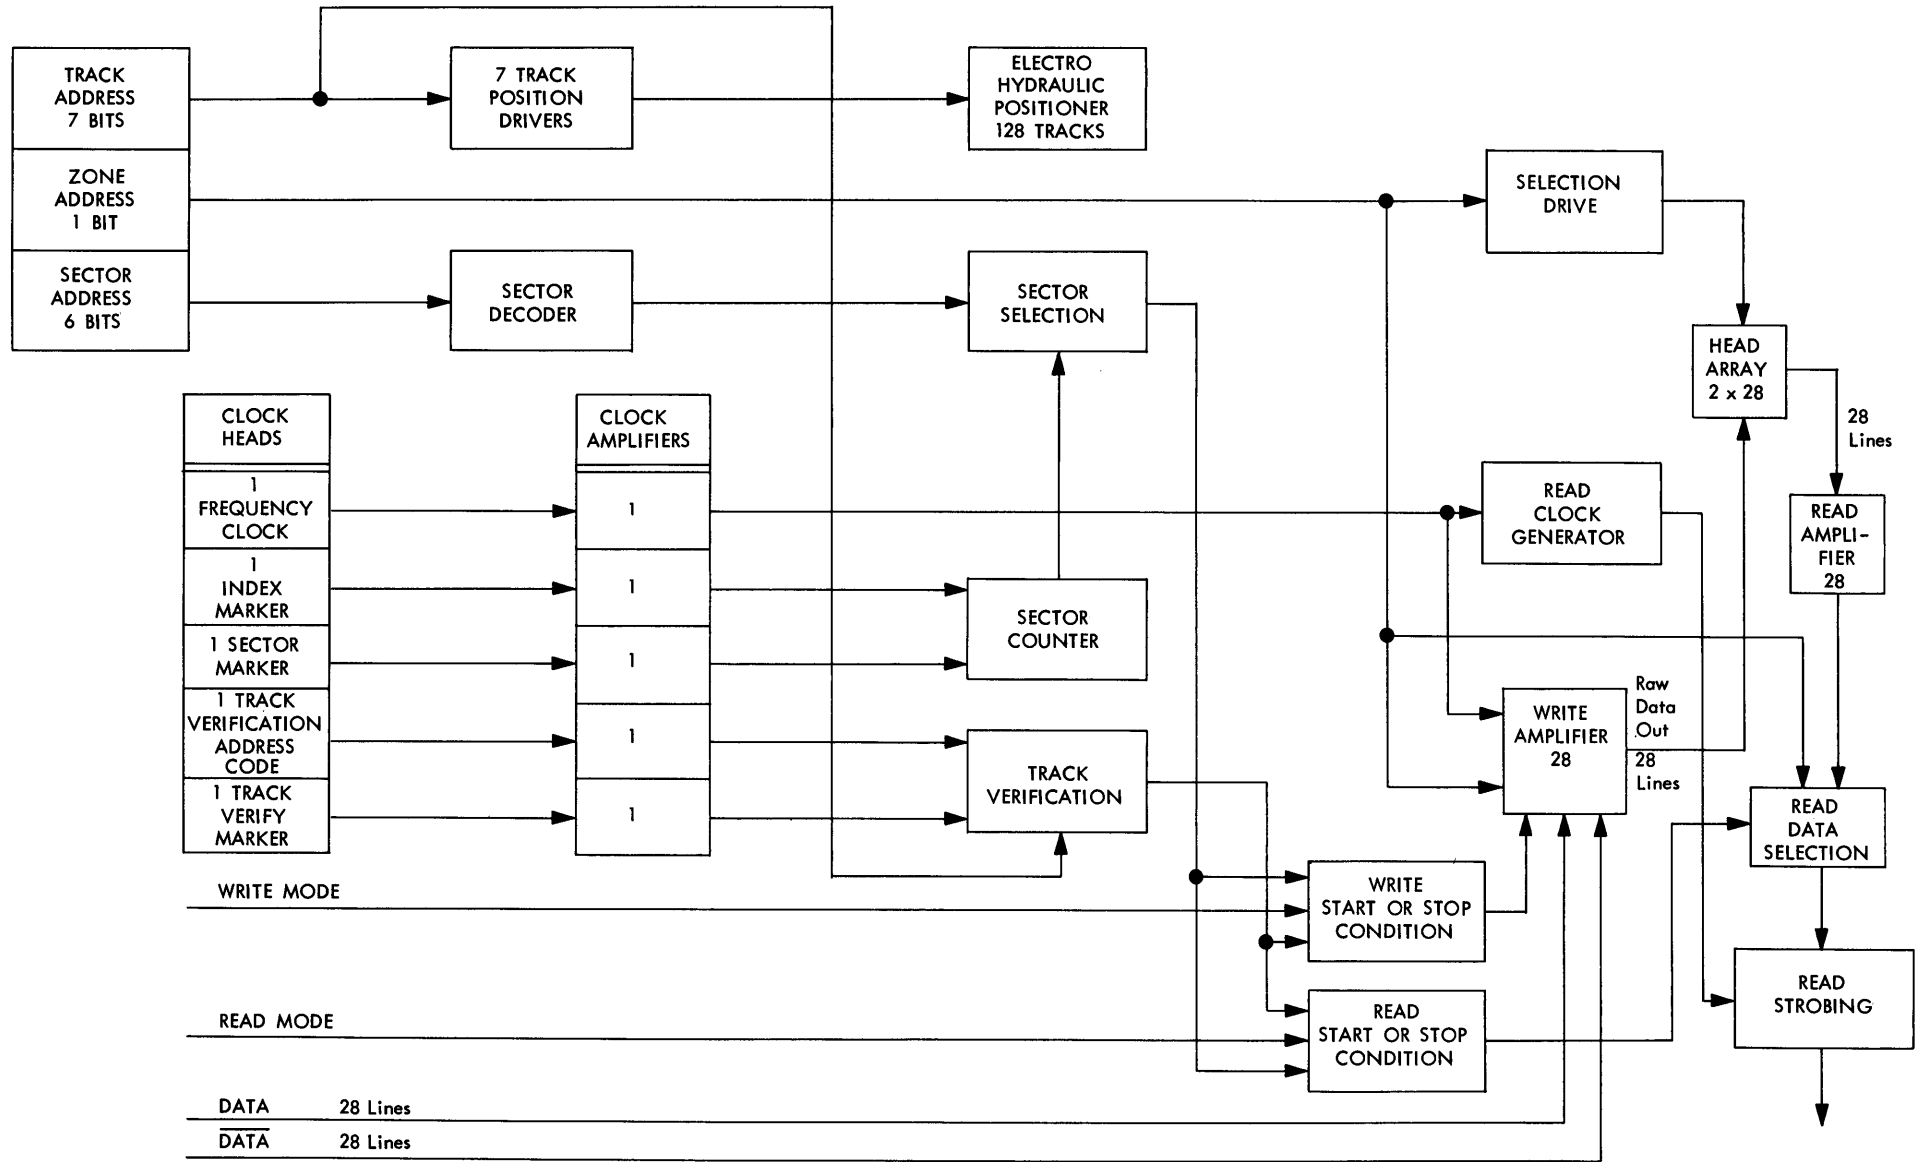 TRACK
ADDRESS
7 BITS
7 TRACK
POSITION
DRIVERS
ELECTRO
HYDRAULIC
POSITIONER
128 TRACKS
ZONE
ADDRESS
1 BIT
SELECTION
DRIVE
SECTOR
ADDRESS
6 BITS
SECTOR
DECODER
SECTOR
SELECTION
HEAD
ARRAY
2 x 28
28
Lines
CLOCK
HEADS
CLOCK
AMPLIFIERS
1
FREQUENCY
CLOCK
1
READ
CLOCK
GENERATOR
READ
AMPLI-
FIER
28
1
INDEX
MARKER
1
SECTOR
COUNTER
1 SECTOR
MARKER
1
1 TRACK
VERIFICATION
ADDRESS
CODE
1
TRACK
VERIFICATION
WRITE
AMPLIFIER
28
Raw
Data
Out
28
Lines
1 TRACK
VERIFY
MARKER
1
READ
DATA
SELECTION
WRITE MODE
WRITE
START OR STOP
CONDITION
READ
STROBING
READ MODE
READ
START OR STOP
CONDITION
DATA 28 Lines
D̅A̅T̅A̅ 28 Lines